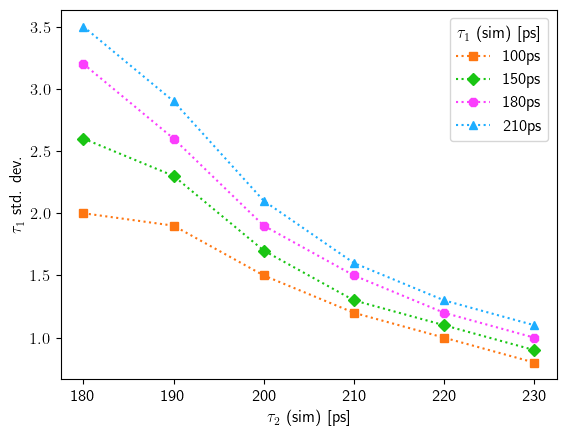 τ₁ (sim) [ps]
100ps
150ps
180ps
210ps
τ₁ std. dev.
3.5
3.0
2.5
2.0
1.5
1.0
180 190 200 210 220 230
τ₂ (sim) [ps]